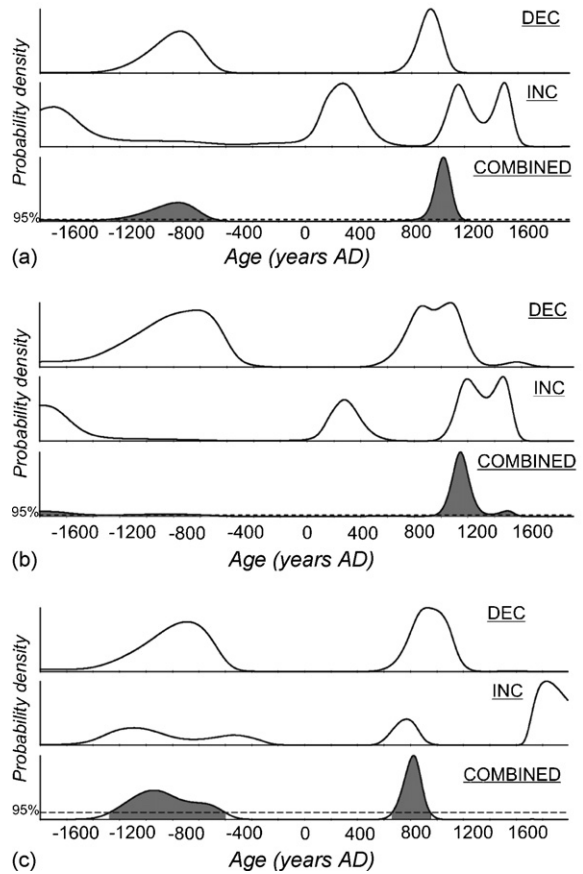 DEC
INC
COMBINED
Probability density
95%
-1600 -1200 -800 -400 0 400 800 1200 1600
(a) Age (years AD)
DEC
INC
COMBINED
Probability density
95%
-1600 -1200 -800 -400 0 400 800 1200 1600
(b) Age (years AD)
DEC
INC
COMBINED
Probability density
95%
-1600 -1200 -800 -400 0 400 800 1200 1600
(c) Age (years AD)